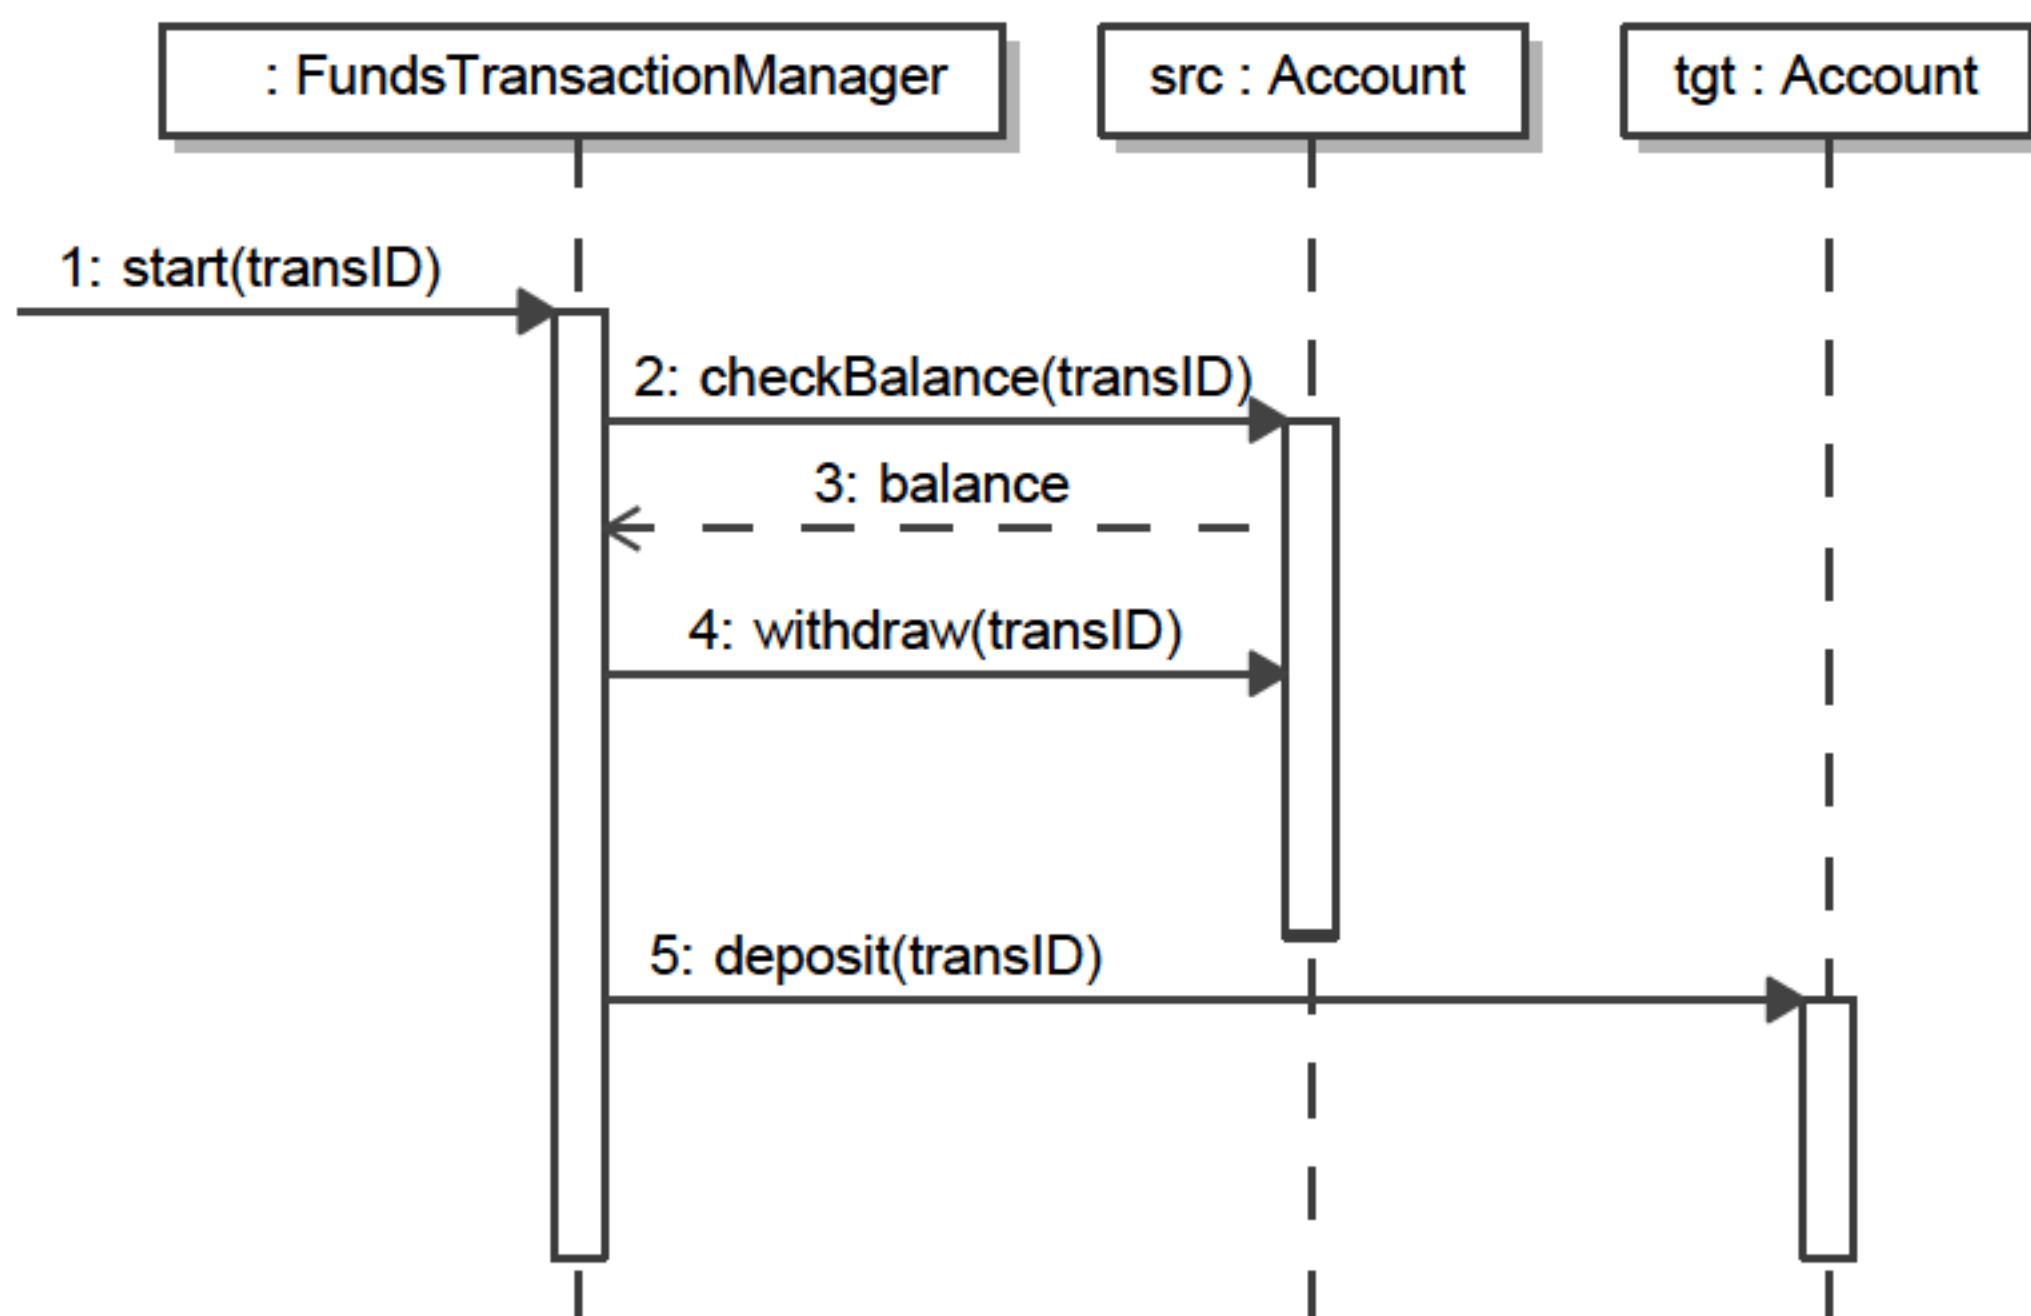 : FundsTransactionManager
src : Account
tgt : Account
1: start(transID)
2: checkBalance(transID)
3: balance
4: withdraw(transID)
5: deposit(transID)